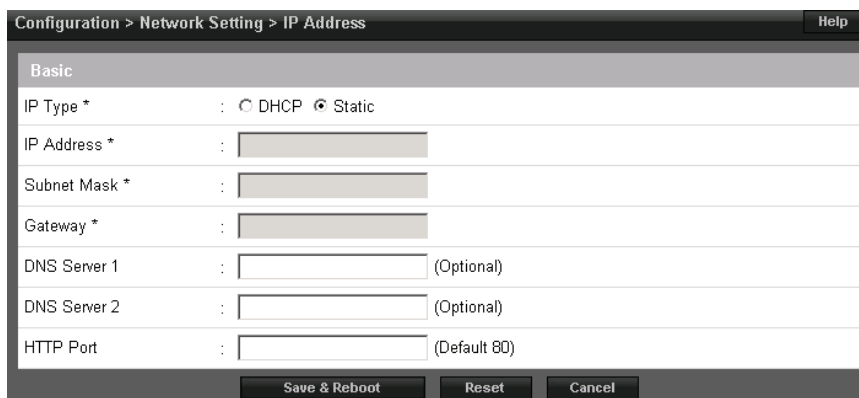 Configuration > Network Setting > IP Address Help
Basic
IP Type * : DHCP Static
IP Address * :
Subnet Mask * :
Gateway * :
DNS Server 1 : (Optional)
DNS Server 2 : (Optional)
HTTP Port : (Default 80)
Save & Reboot Reset Cancel